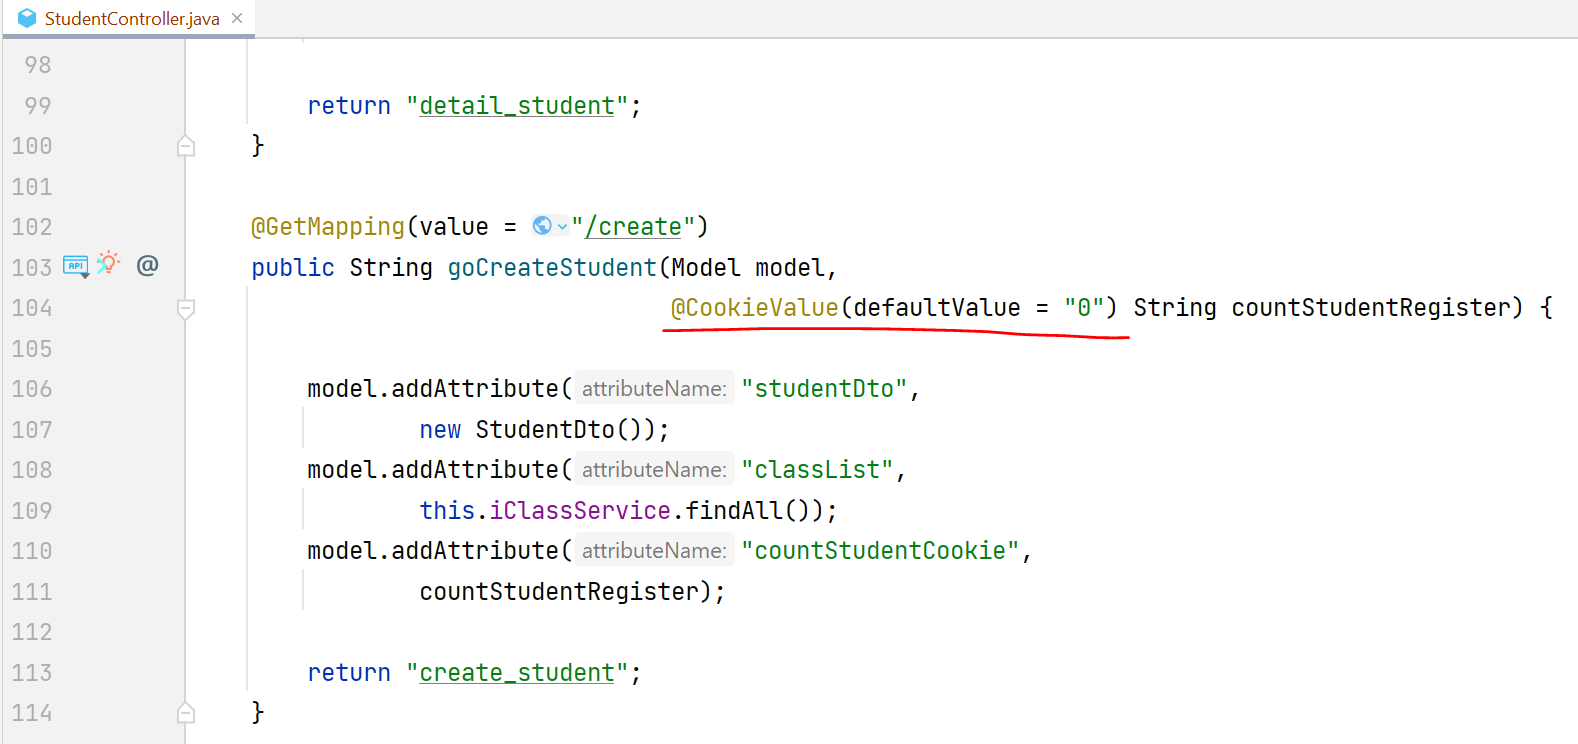 StudentController.java
98
99 return "detail_student";
100 }
101
102 @GetMapping(value = "/create")
103 API @ public String goCreateStudent(Model model,
104 @CookieValue(defaultValue = "0") String countStudentRegister) {
105
106 model.addAttribute( attributeName: "studentDto",
107 new StudentDto());
108 model.addAttribute( attributeName: "classList",
109 this.iClassService.findAll());
110 model.addAttribute( attributeName: "countStudentCookie",
111 countStudentRegister);
112
113 return "create_student";
114 }